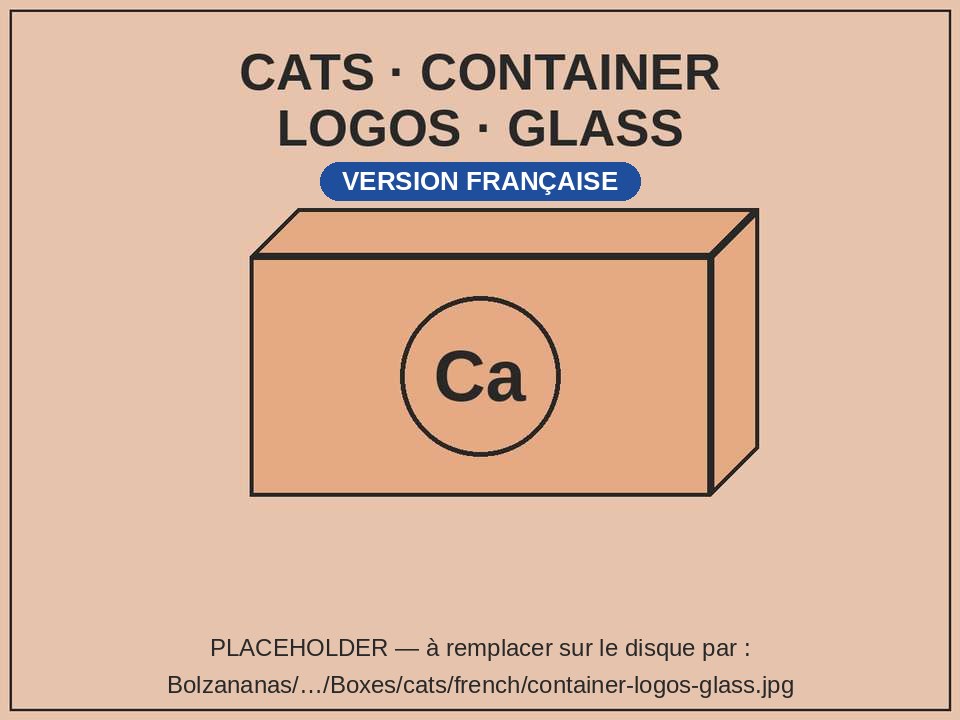 CATS · CONTAINER
LOGOS · GLASS
VERSION FRANÇAISE
Ca
PLACEHOLDER — à remplacer sur le disque par :
Bolzananas/…/Boxes/cats/french/container-logos-glass.jpg